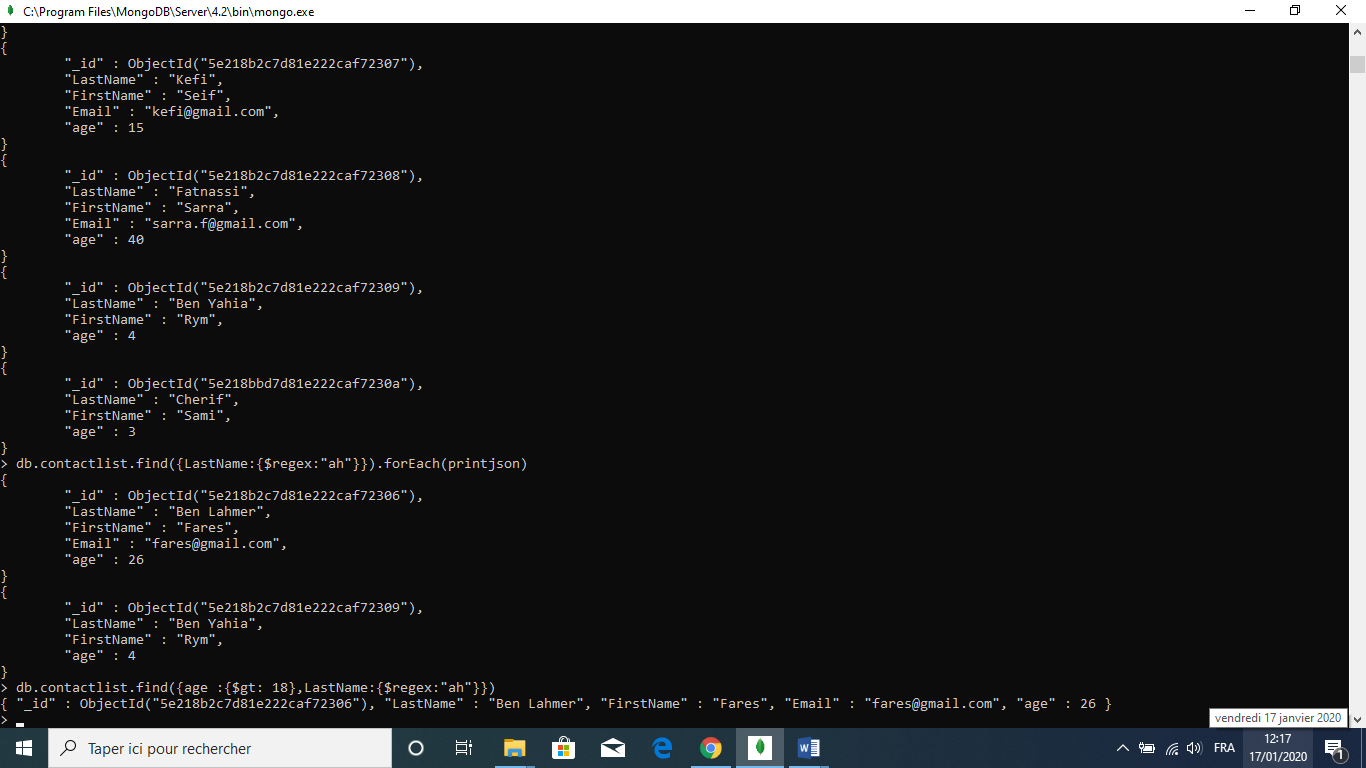 C:\Program Files\MongoDB\Server\4.2\bin\mongo.exe
}
{
        "_id" : ObjectId("5e218b2c7d81e222caf72307"),
        "LastName" : "Kefi",
        "FirstName" : "Seif",
        "Email" : "kefi@gmail.com",
        "age" : 15
}
{
        "_id" : ObjectId("5e218b2c7d81e222caf72308"),
        "LastName" : "Fatnassi",
        "FirstName" : "Sarra",
        "Email" : "sarra.f@gmail.com",
        "age" : 40
}
{
        "_id" : ObjectId("5e218b2c7d81e222caf72309"),
        "LastName" : "Ben Yahia",
        "FirstName" : "Rym",
        "age" : 4
}
{
        "_id" : ObjectId("5e218bbd7d81e222caf7230a"),
        "LastName" : "Cherif",
        "FirstName" : "Sami",
        "age" : 3
}
> db.contactlist.find({LastName:{$regex:"ah"}}).forEach(printjson)
{
        "_id" : ObjectId("5e218b2c7d81e222caf72306"),
        "LastName" : "Ben Lahmer",
        "FirstName" : "Fares",
        "Email" : "fares@gmail.com",
        "age" : 26
}
{
        "_id" : ObjectId("5e218b2c7d81e222caf72309"),
        "LastName" : "Ben Yahia",
        "FirstName" : "Rym",
        "age" : 4
}
> db.contactlist.find({age :{$gt: 18},LastName:{$regex:"ah"}})
{ "_id" : ObjectId("5e218b2c7d81e222caf72306"), "LastName" : "Ben Lahmer", "FirstName" : "Fares", "Email" : "fares@gmail.com", "age" : 26 }
>
vendredi 17 janvier 2020
Taper ici pour rechercher
FRA
12:17
17/01/2020
1